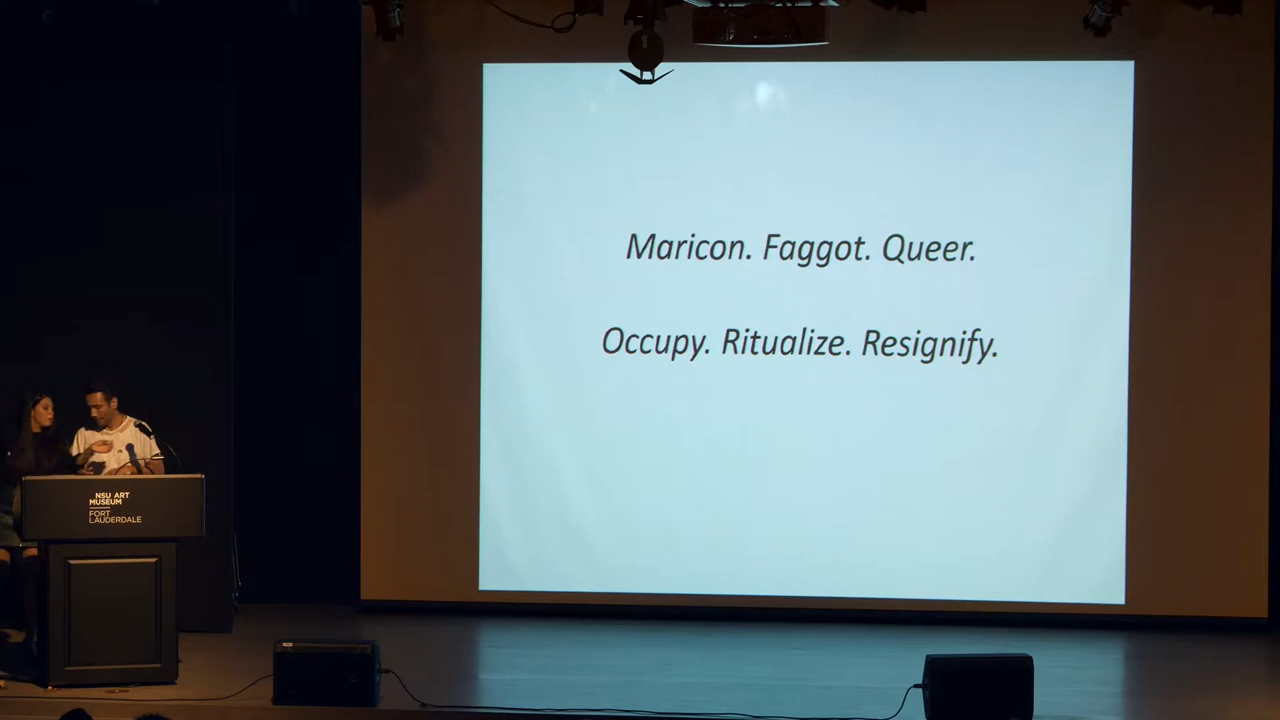 Maricon. Faggot. Queer.
Occupy. Ritualize. Resignify.
NSU ART
MUSEUM
FORT
LAUDERDALE